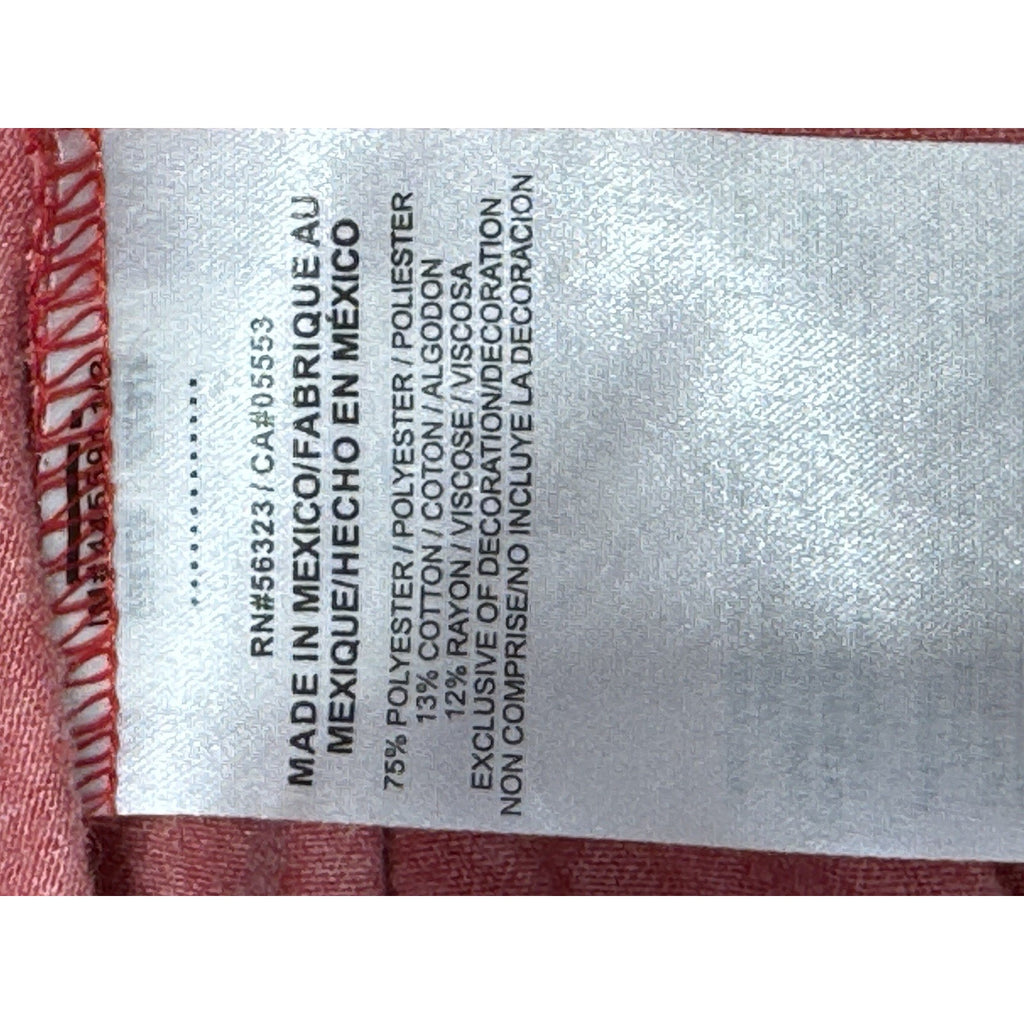 RN#56323 / CA#05553
MADE IN MEXICO/FABRIQUE AU
MEXIQUE/HECHO EN MÉXICO
75% POLYESTER / POLYESTER / POLIESTER
13% COTTON / COTON / ALGODON
12% RAYON / VISCOSE / VISCOSA
EXCLUSIVE OF DECORATION/DECORATION
NON COMPRISE/NO INCLUYE LA DECORACION